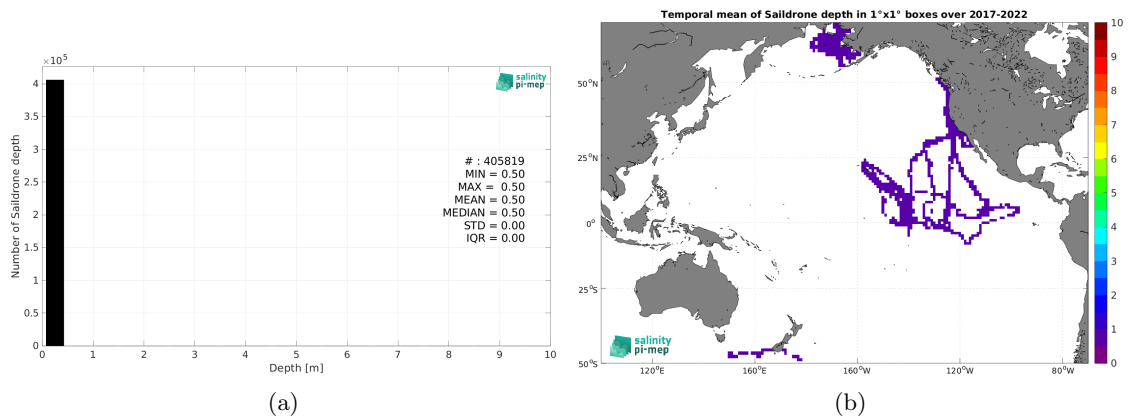 ×10⁵
4
3.5
3
2.5
2
1.5
1
0.5
0
Number of Saildrone depth
0 1 2 3 4 5 6 7 8 9 10
Depth [m]
salinity
pi-mep
# : 405819
MIN = 0.50
MAX = 0.50
MEAN = 0.50
MEDIAN = 0.50
STD = 0.00
IQR = 0.00
(a)
Temporal mean of Saildrone depth in 1°x1° boxes over 2017-2022
50°N
25°N
0°
25°S
50°S
120°E 160°E 160°W 120°W 80°W
salinity
pi-mep
10
9
8
7
6
5
4
3
2
1
0
(b)